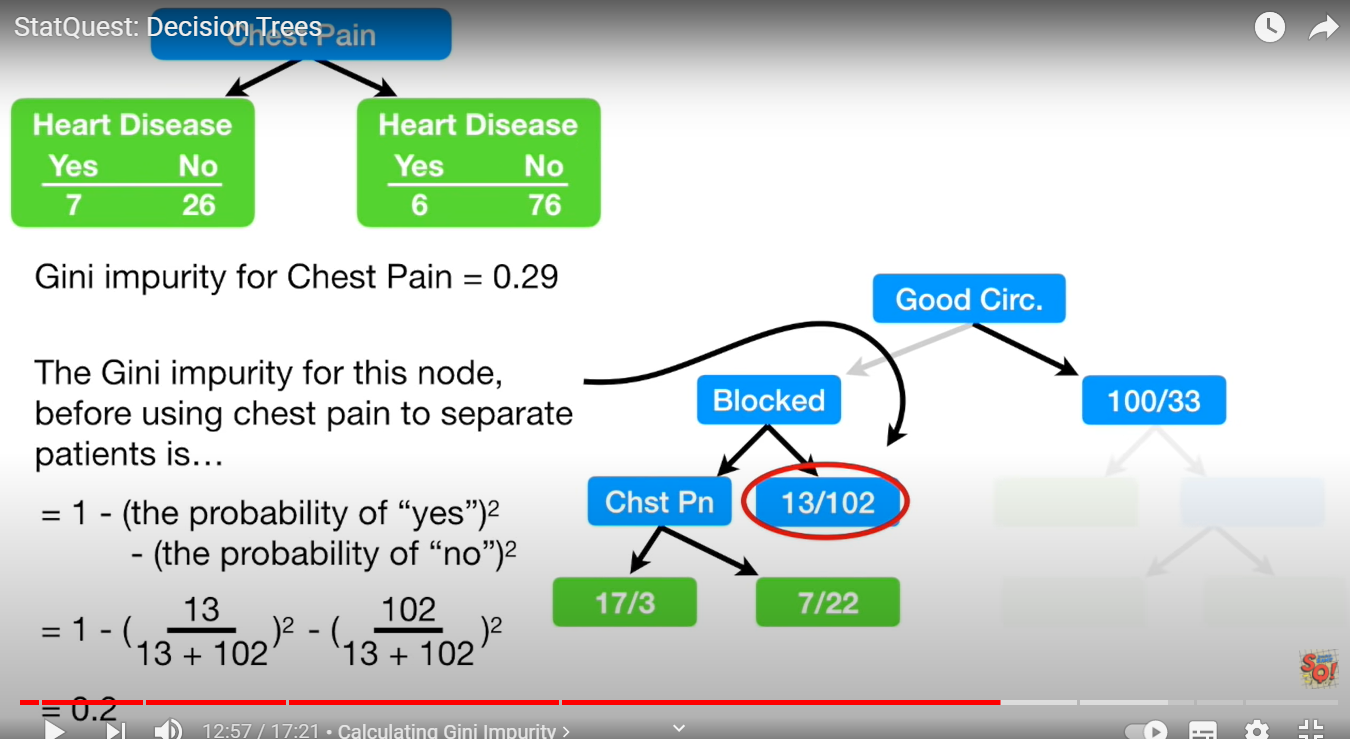 StatQuest: Decision Trees
Chest Pain
Heart Disease
Yes No
7 26
Heart Disease
Yes No
6 76
Gini impurity for Chest Pain = 0.29
The Gini impurity for this node,
before using chest pain to separate
patients is…
= 1 - (the probability of “yes”)²
- (the probability of “no”)²
= 1 - (13/13 + 102)² - (102/13 + 102)²
= 0.2
Good Circ.
Blocked
100/33
Chst Pn
13/102
17/3
7/22
SQ!
12:57 / 17:21 • Calculating Gini Impurity ›